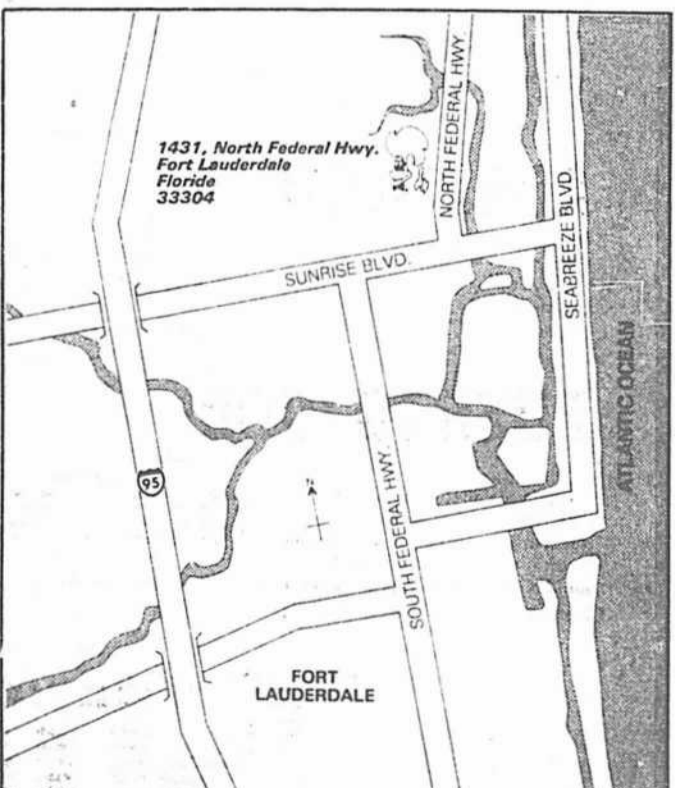 1431, North Federal Hwy.
Fort Lauderdale
Floride
33304
NORTH FEDERAL HWY.
SUNRISE BLVD.
SEABREEZE BLVD.
ATLANTIC OCEAN
95
N
SOUTH FEDERAL HWY.
FORT
LAUDERDALE